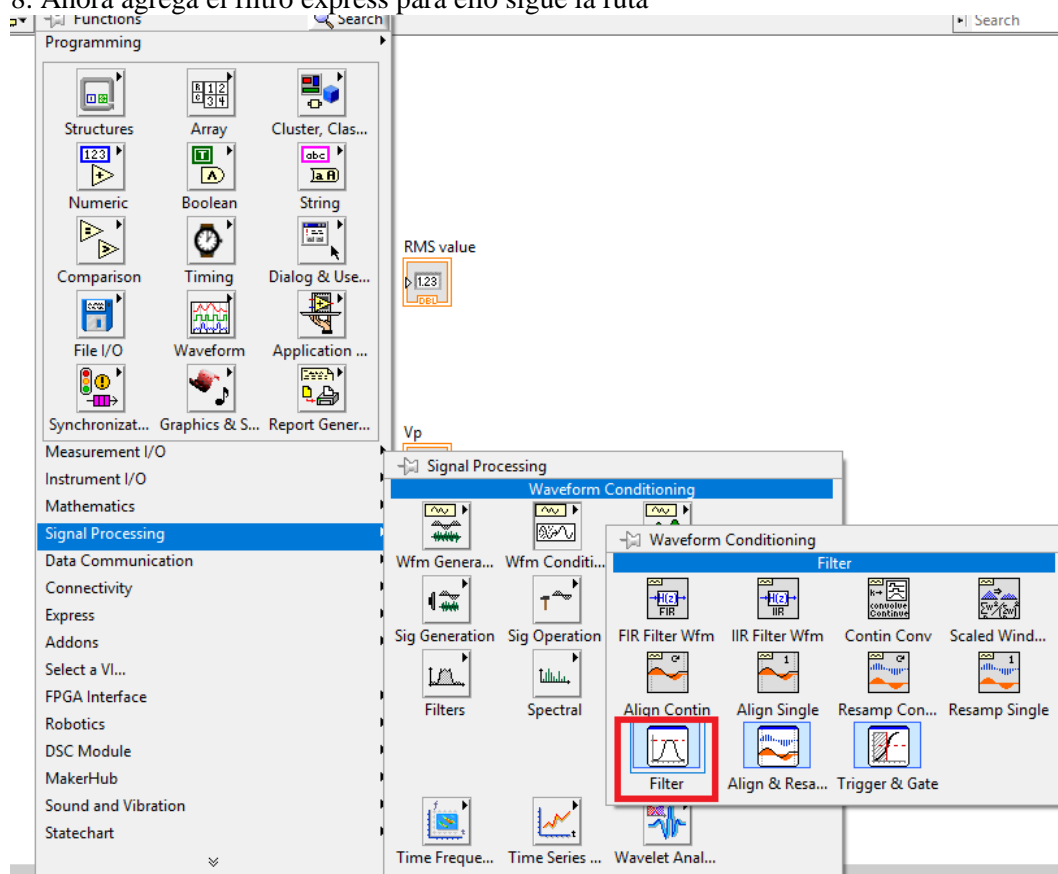 8. Ahora agrega el filtro express para ello sigue la ruta
Functions
Search
Search
Programming
Structures
Array
Cluster, Clas...
Numeric
Boolean
String
Comparison
Timing
Dialog & Use...
File I/O
Waveform
Application ...
Synchronizat...
Graphics & S...
Report Gener...
Measurement I/O
Instrument I/O
Mathematics
Signal Processing
Data Communication
Connectivity
Express
Addons
Select a VI...
FPGA Interface
Robotics
DSC Module
MakerHub
Sound and Vibration
Statechart
RMS value
1.23
DBL
Vp
Signal Processing
Waveform Conditioning
Wfm Genera...
Wfm Conditi...
Sig Generation
Sig Operation
Filters
Spectral
Time Freque...
Time Series ...
Wavelet Anal...
Waveform Conditioning
Filter
FIR Filter Wfm
IIR Filter Wfm
Contin Conv
Scaled Wind...
Align Contin
Align Single
Resamp Con...
Resamp Single
Filter
Align & Resa...
Trigger & Gate